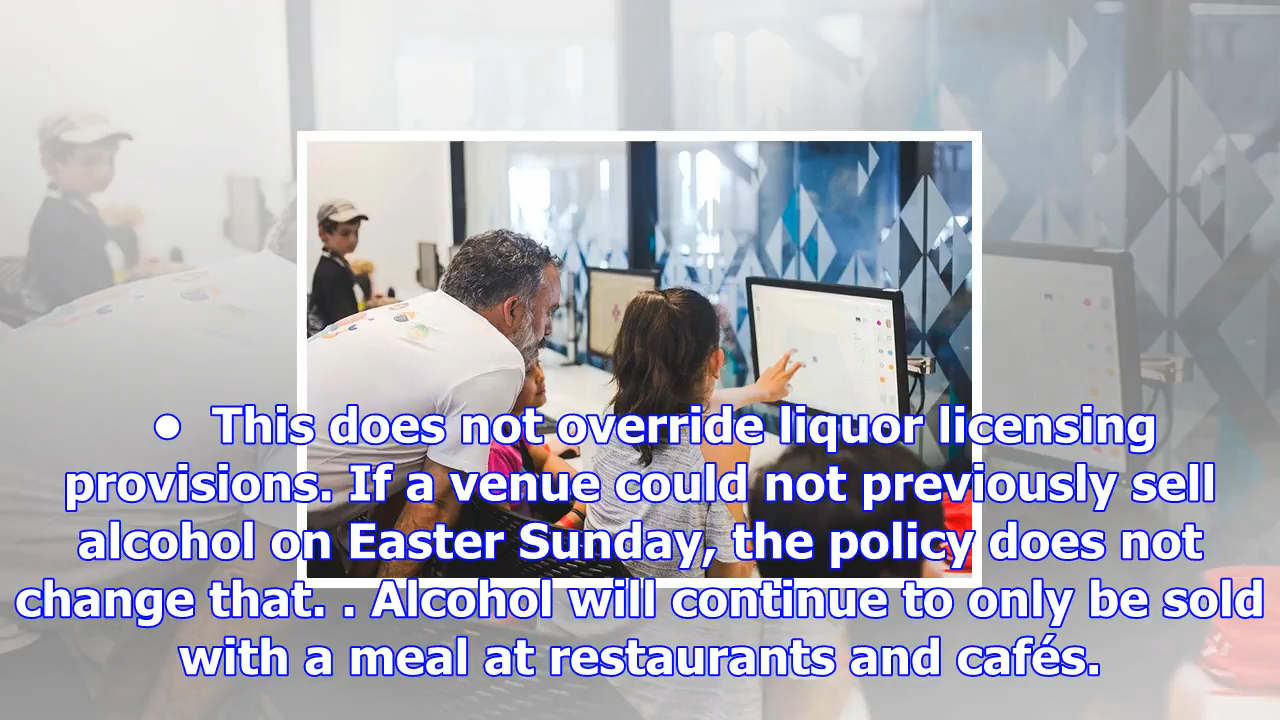 • This does not override liquor licensing
provisions. If a venue could not previously sell
alcohol on Easter Sunday, the policy does not
change that. . Alcohol will continue to only be sold
with a meal at restaurants and cafés.